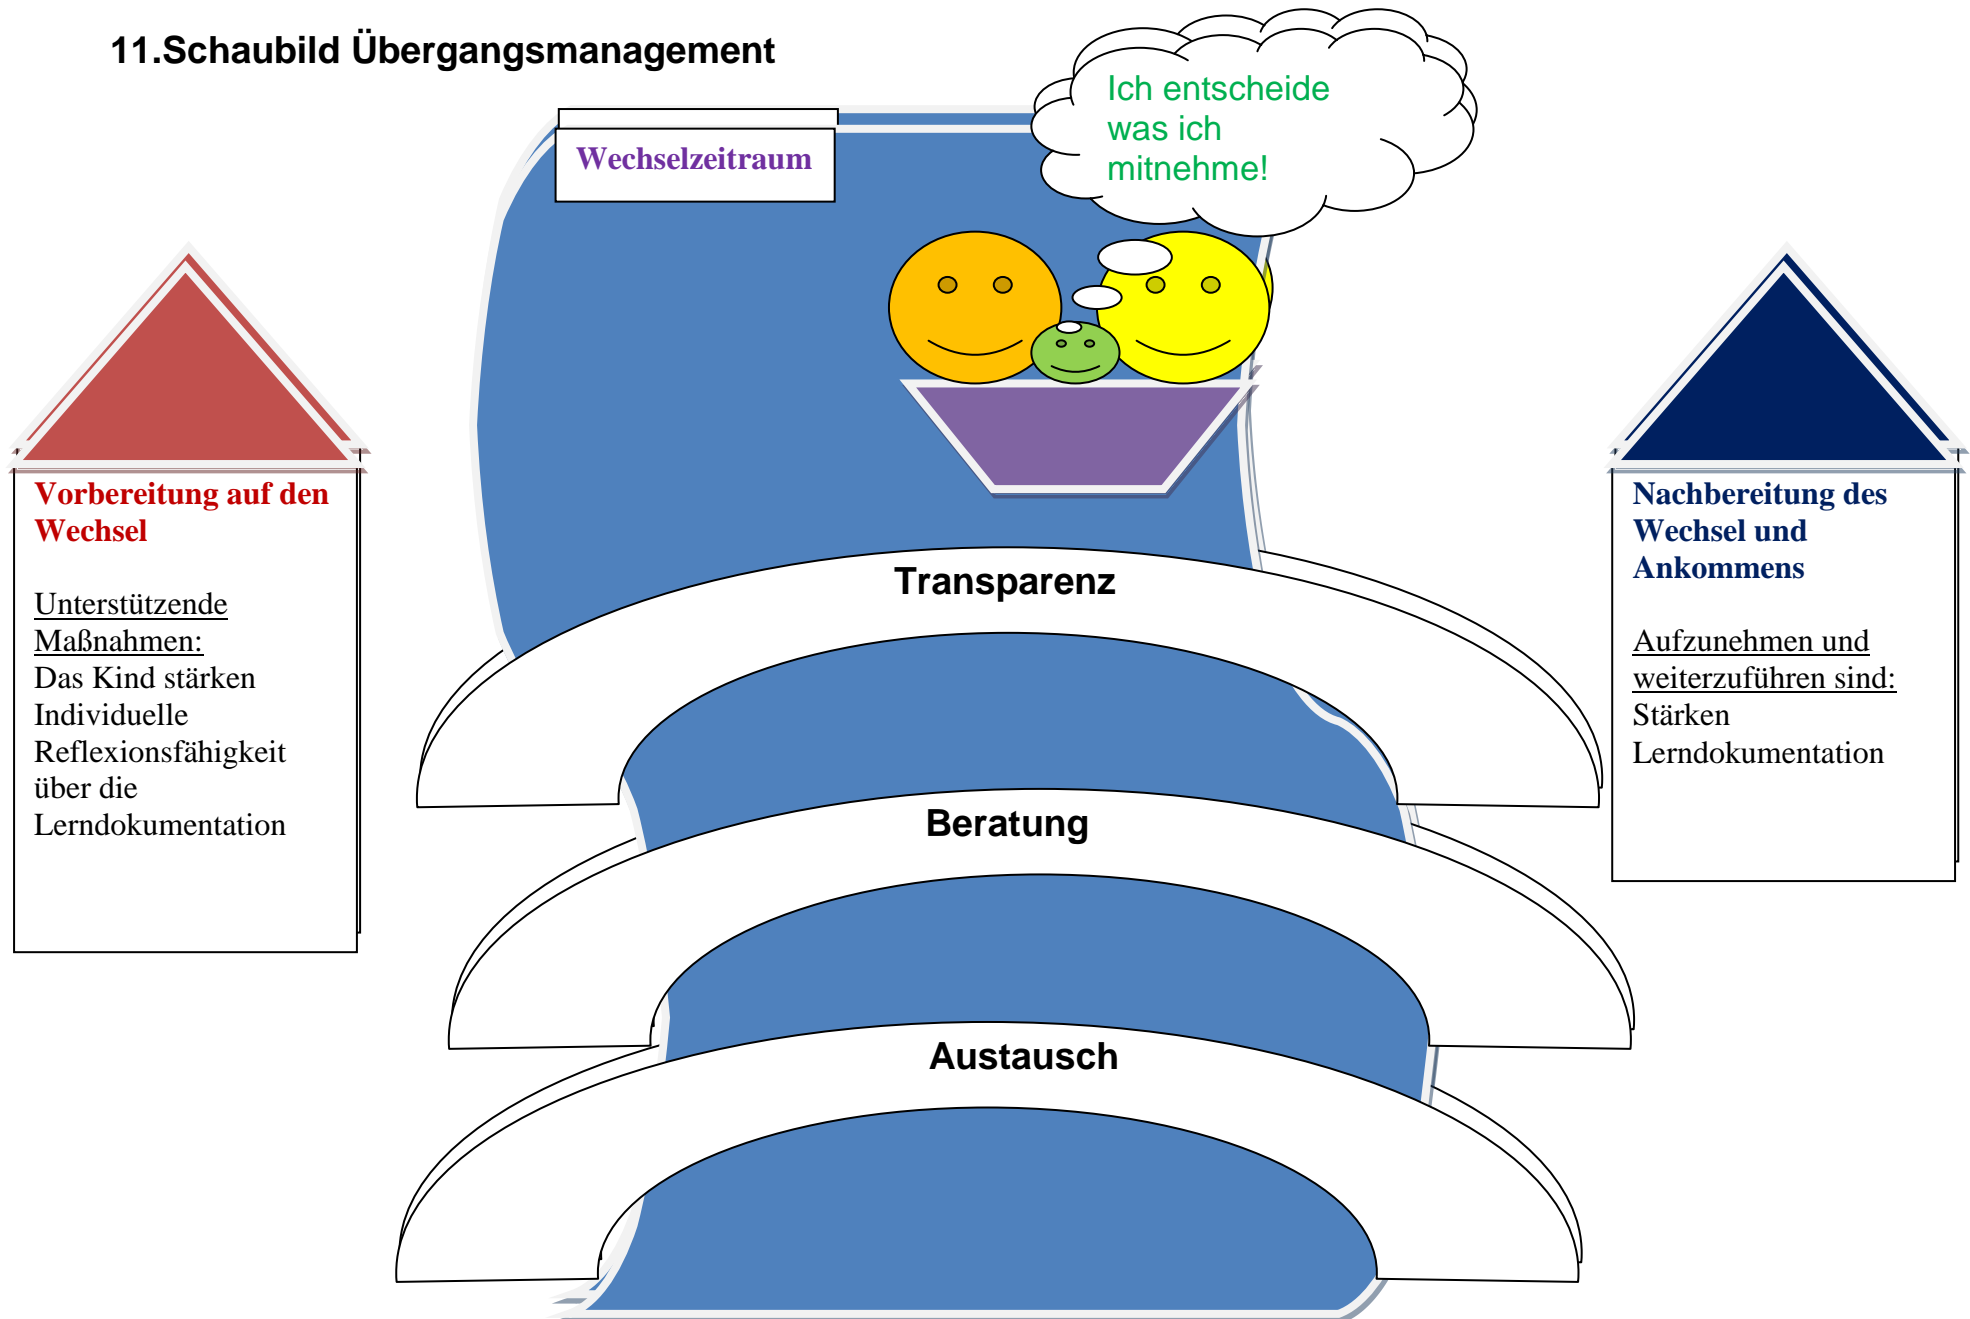 11.Schaubild Übergangsmanagement
Ich entscheide
was ich
mitnehme!
Wechselzeitraum
Vorbereitung auf den
Wechsel
Unterstützende
Maßnahmen:
Das Kind stärken
Individuelle
Reflexionsfähigkeit
über die
Lerndokumentation
Transparenz
Beratung
Austausch
Nachbereitung des
Wechsel und
Ankommens
Aufzunehmen und
weiterzuführen sind:
Stärken
Lerndokumentation